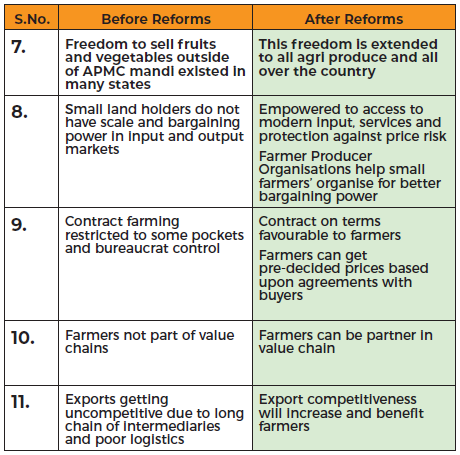 S.No. Before Reforms After Reforms
7. Freedom to sell fruits This freedom is extended
and vegetables outside to all agri produce and all
of APMC mandi existed in over the country
many states
8. Small land holders do not Empowered to access to
have scale and bargaining modern input, services and
power in input and output protection against price risk
markets Farmer Producer
Organisations help small
farmers' organise for better
bargaining power
9. Contract farming Contract on terms
restricted to some pockets favourable to farmers
and bureaucrat control Farmers can get
pre-decided prices based
upon agreements with
buyers
10. Farmers not part of value Farmers can be partner in
chains value chain
11. Exports getting Export competitiveness
uncompetitive due to long will increase and benefit
chain of intermediaries farmers
and poor logistics